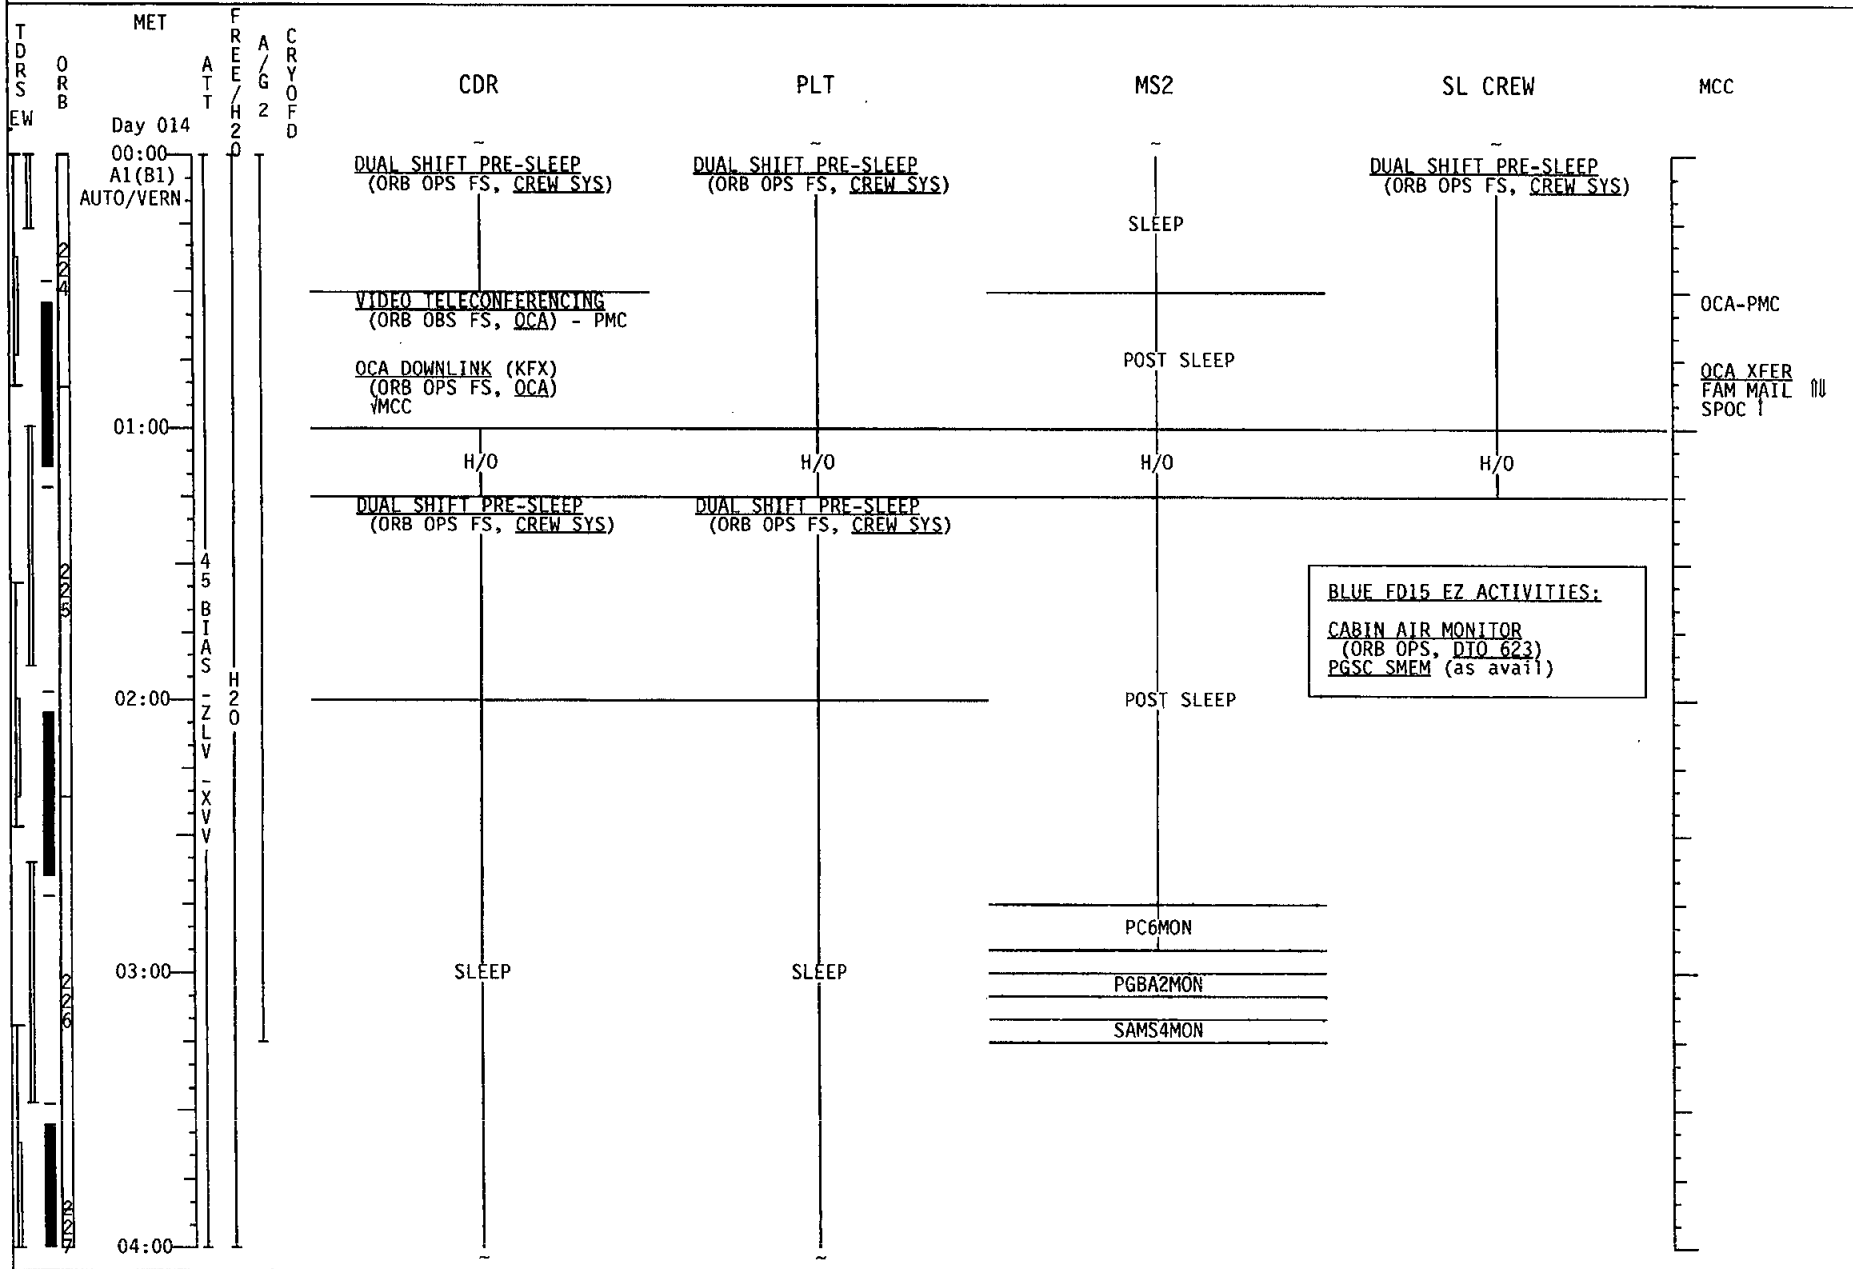 TDRS
EW
ORB
MET
ATT
FREE/H20
A/G 2
CRYOFD
CDR
PLT
MS2
SL CREW
MCC
Day 014
00:00
A1(B1)
AUTO/VERN
~ ~ ~ ~
DUAL SHIFT PRE-SLEEP
(ORB OPS FS, CREW SYS)
DUAL SHIFT PRE-SLEEP
(ORB OPS FS, CREW SYS)
SLEEP
DUAL SHIFT PRE-SLEEP
(ORB OPS FS, CREW SYS)
224
VIDEO TELECONFERENCING
(ORB OBS FS, OCA) - PMC
OCA-PMC
POST SLEEP
OCA DOWNLINK (KFX)
(ORB OPS FS, OCA)
√MCC
OCA XFER
FAM MAIL ⇑⇓
SPOC ↑
01:00
H/O
H/O
H/O
H/O
DUAL SHIFT PRE-SLEEP
(ORB OPS FS, CREW SYS)
DUAL SHIFT PRE-SLEEP
(ORB OPS FS, CREW SYS)
225
45 BIAS -ZLV -XVV
H20
BLUE FD15 EZ ACTIVITIES:
CABIN AIR MONITOR
(ORB OPS, DTO 623)
PGSC SMEM (as avail)
02:00
POST SLEEP
PC6MON
03:00
SLEEP
SLEEP
PGBA2MON
226
SAMS4MON
227
04:00
~ ~